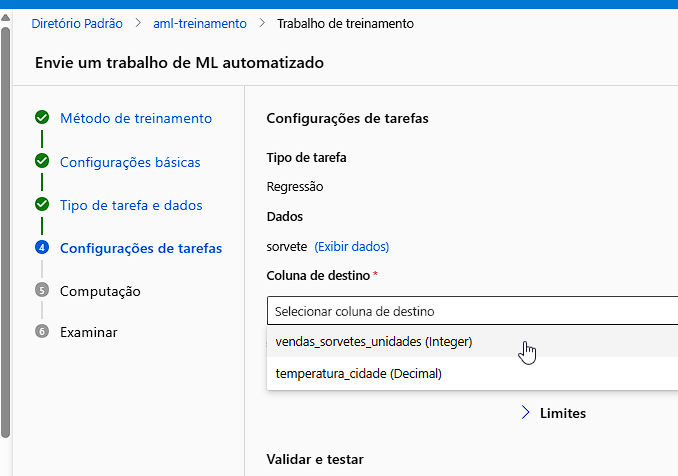 Diretório Padrão > aml-treinamento > Trabalho de treinamento
Envie um trabalho de ML automatizado
Método de treinamento
Configurações básicas
Tipo de tarefa e dados
4 Configurações de tarefas
5 Computação
6 Examinar
Configurações de tarefas
Tipo de tarefa
Regressão
Dados
sorvete (Exibir dados)
Coluna de destino *
Selecionar coluna de destino
vendas_sorvetes_unidades (Integer)
temperatura_cidade (Decimal)
Limites
Validar e testar